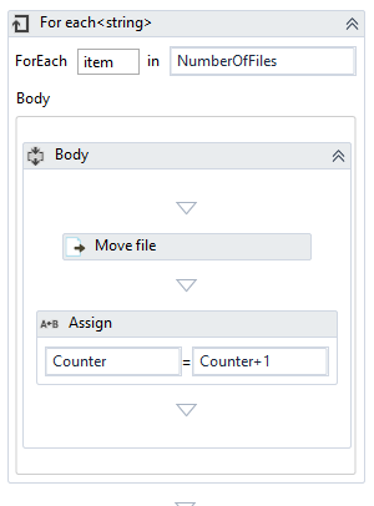 For each<string>
ForEach item in NumberOfFiles
Body
Body
Move file
A+B Assign
Counter = Counter+1